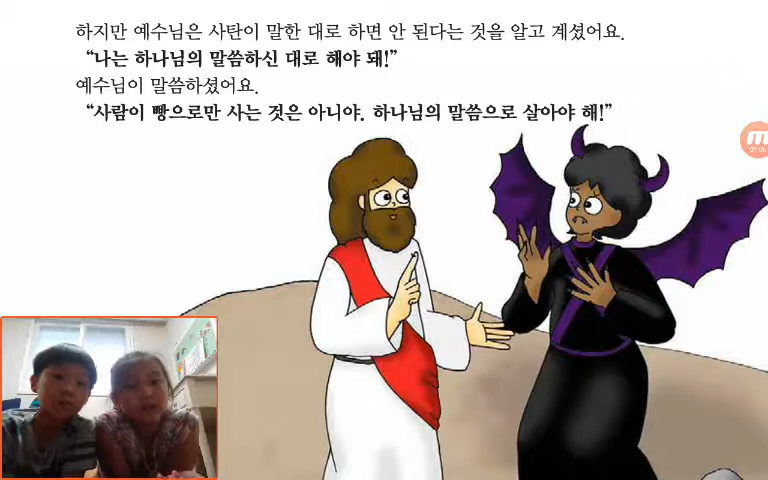 하지만 예수님은 사탄이 말한 대로 하면 안 된다는 것을 알고 계셨어요.
“나는 하나님의 말씀하신 대로 해야 돼!”
예수님이 말씀하셨어요.
“사람이 빵으로만 사는 것은 아니야. 하나님의 말씀으로 살아야 해!”